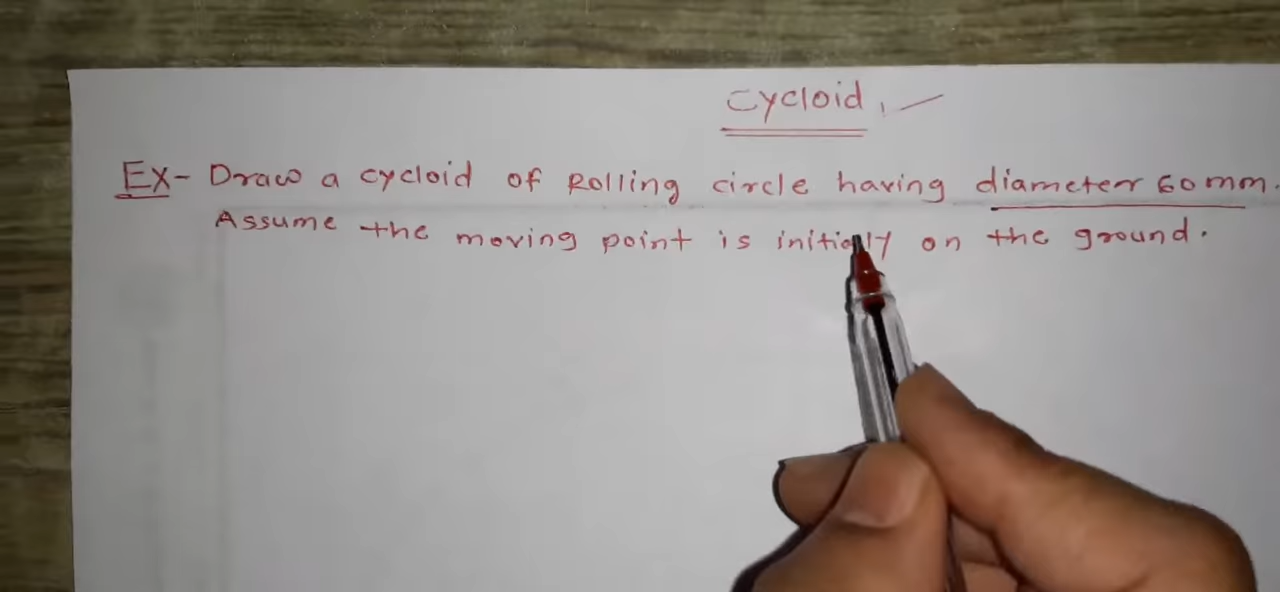 Cycloid.
Ex- Draw a cycloid of Rolling circle having diameter 60mm.
Assume the moving point is initially on the ground.